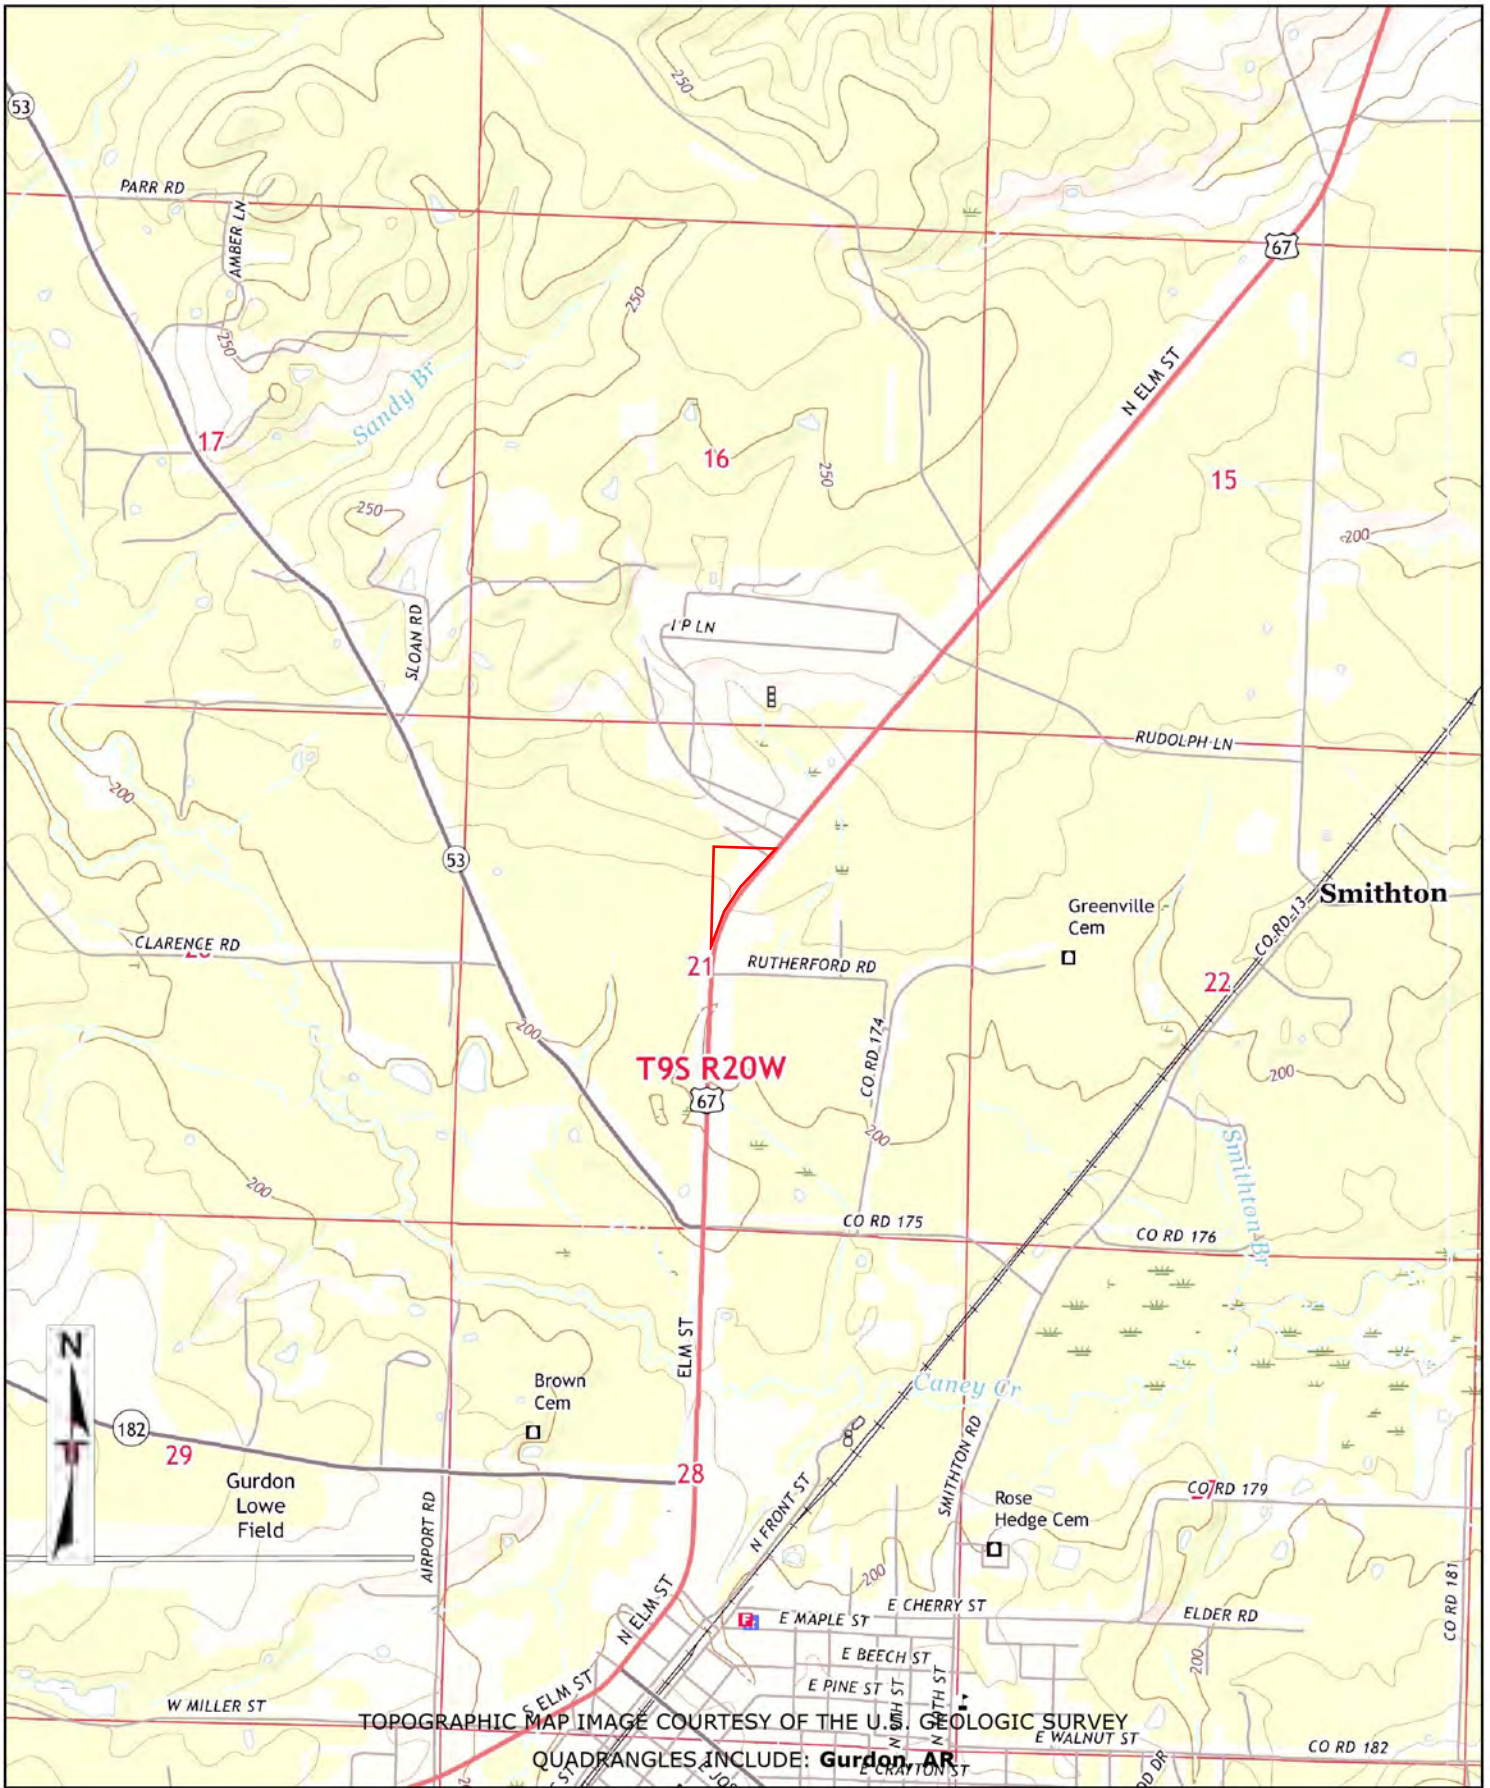 250
53
PARR RD
AMBER LN
67
250
250
N ELM ST
Sandy Br
17
16
250
15
250
200
I P LN
SLOAN RD
RUDOLPH LN
200
53
Smithton
Greenville
Cem
CO RD 13
CLARENCE RD
21
RUTHERFORD RD
22
200
CO RD 174
T9S R20W
67
200
200
200
Smithton Br
CO RD 175
CO RD 176
ELM ST
N
Brown
Cem
Caney Cr
182
29
28
Gurdon
Lowe
Field
AIRPORT RD
N FRONT ST
SMITHTON RD
CO RD 179
Rose
Hedge Cem
200
CO RD 181
N ELM ST
F
E MAPLE ST
E CHERRY ST
ELDER RD
E BEECH ST
200
E PINE ST
S ELM ST
W MILLER ST
TOPOGRAPHIC MAP IMAGE COURTESY OF THE U.S. GEOLOGIC SURVEY
E WALNUT ST
CO RD 182
QUADRANGLES INCLUDE: Gurdon, AR
E CRAYTON ST